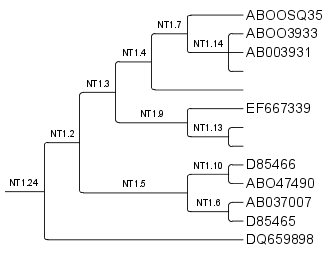 ABOOSQ35
NT1.7
ABOO3933
NT1.14
AB003931
NT1.4
NT1.3
EF667339
NT1.9
NT1.13
NT1.2
D85466
NT1.10
ABO47490
NT1.5
AB037007
NT1.6
NT1.24
D85465
DQ659898